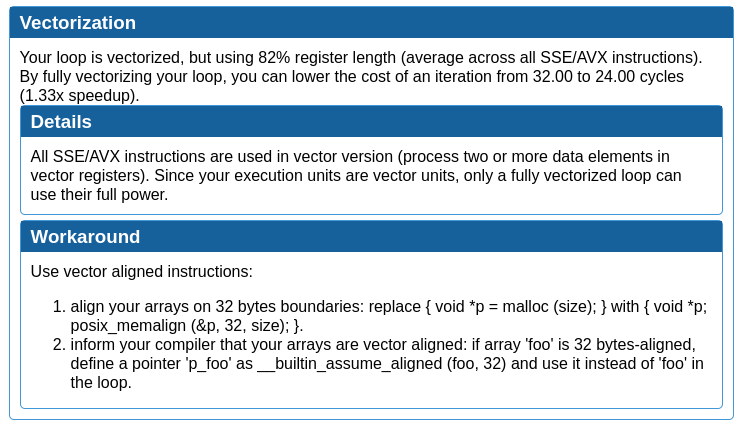 Vectorization
Your loop is vectorized, but using 82% register length (average across all SSE/AVX instructions).
By fully vectorizing your loop, you can lower the cost of an iteration from 32.00 to 24.00 cycles
(1.33x speedup).
Details
All SSE/AVX instructions are used in vector version (process two or more data elements in
vector registers). Since your execution units are vector units, only a fully vectorized loop can
use their full power.
Workaround
Use vector aligned instructions:
1. align your arrays on 32 bytes boundaries: replace { void *p = malloc (size); } with { void *p;
posix_memalign (&p, 32, size); }.
2. inform your compiler that your arrays are vector aligned: if array 'foo' is 32 bytes-aligned,
define a pointer 'p_foo' as __builtin_assume_aligned (foo, 32) and use it instead of 'foo' in
the loop.